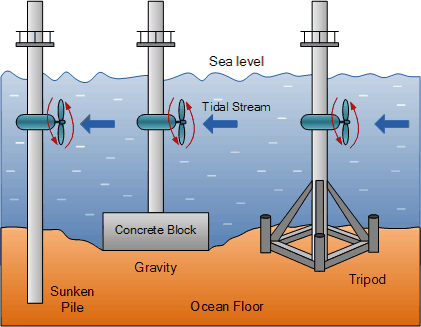 Sea level
Tidal Stream
Concrete Block
Gravity
Sunken
Pile
Tripod
Ocean Floor